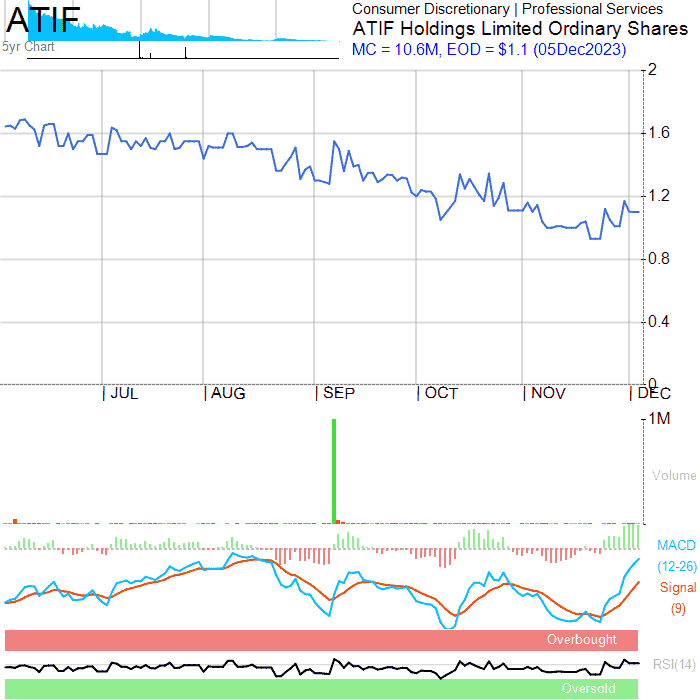 ATIF
5yr Chart
Consumer Discretionary | Professional Services
ATIF Holdings Limited Ordinary Shares
MC = 10.6M, EOD = $1.1 (05Dec2023)
2
1.6
1.2
0.8
0.4
0
| JUL | AUG | SEP | OCT | NOV | DEC
1M
Volume
MACD
(12-26)
Signal
(9)
Overbought
RSI(14)
Oversold